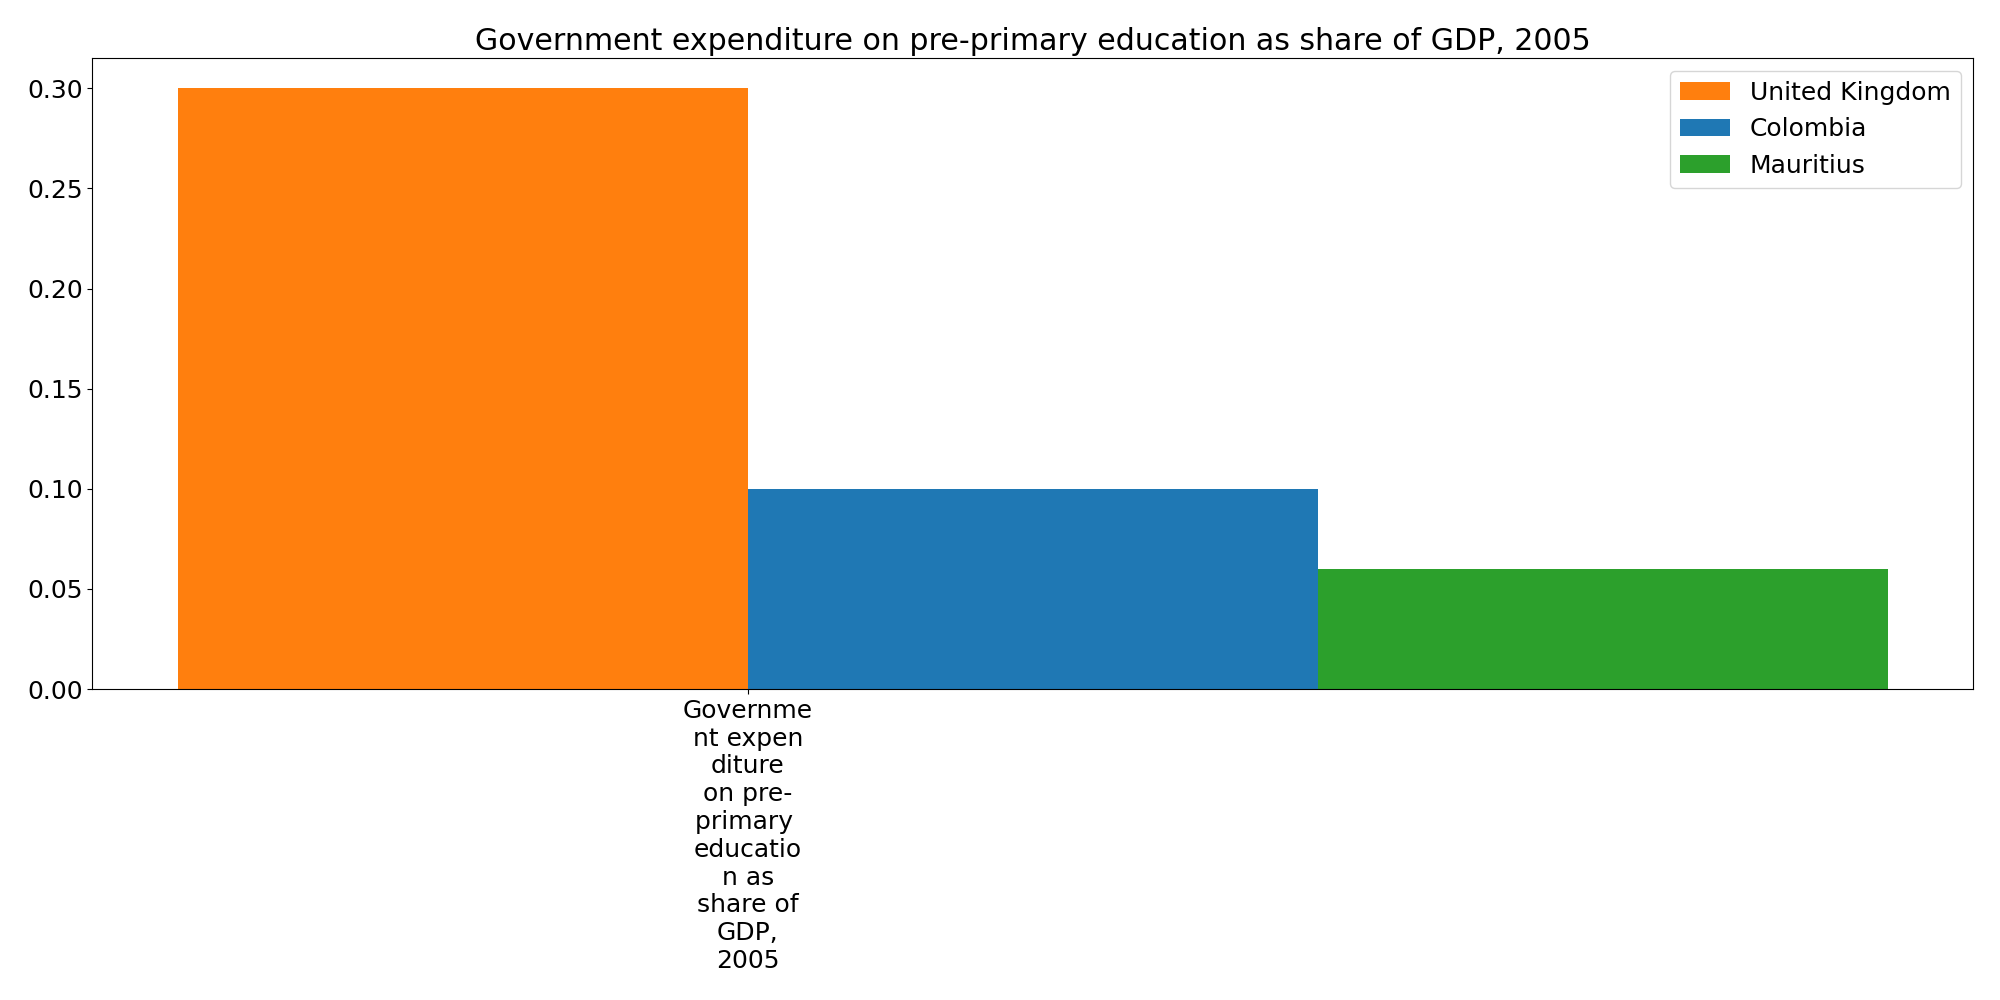 Government expenditure on pre-primary education as share of GDP, 2005
United Kingdom
Colombia
Mauritius
0.30
0.25
0.20
0.15
0.10
0.05
0.00
Governme
nt expen
diture
on pre-
primary
educatio
n as
share of
GDP,
2005